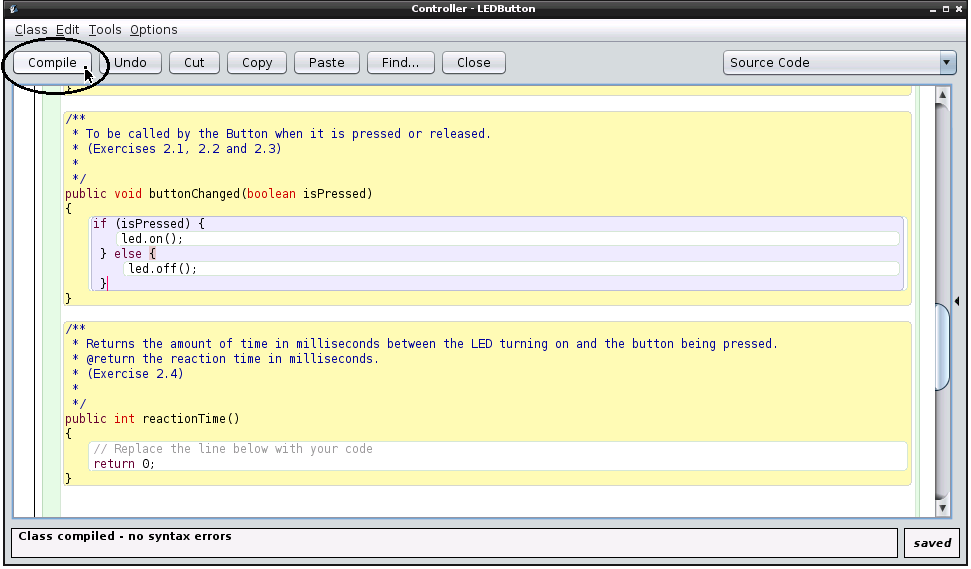 Controller - LEDButton
Class Edit Tools Options
Compile Undo Cut Copy Paste Find... Close Source Code
}
/**
* To be called by the Button when it is pressed or released.
* (Exercises 2.1, 2.2 and 2.3)
*
*/
public void buttonChanged(boolean isPressed)
{
if (isPressed) {
led.on();
} else {
led.off();
}
}
/**
* Returns the amount of time in milliseconds between the LED turning on and the button being pressed.
* @return the reaction time in milliseconds.
* (Exercise 2.4)
*
*/
public int reactionTime()
{
// Replace the line below with your code
return 0;
}
Class compiled - no syntax errors
saved